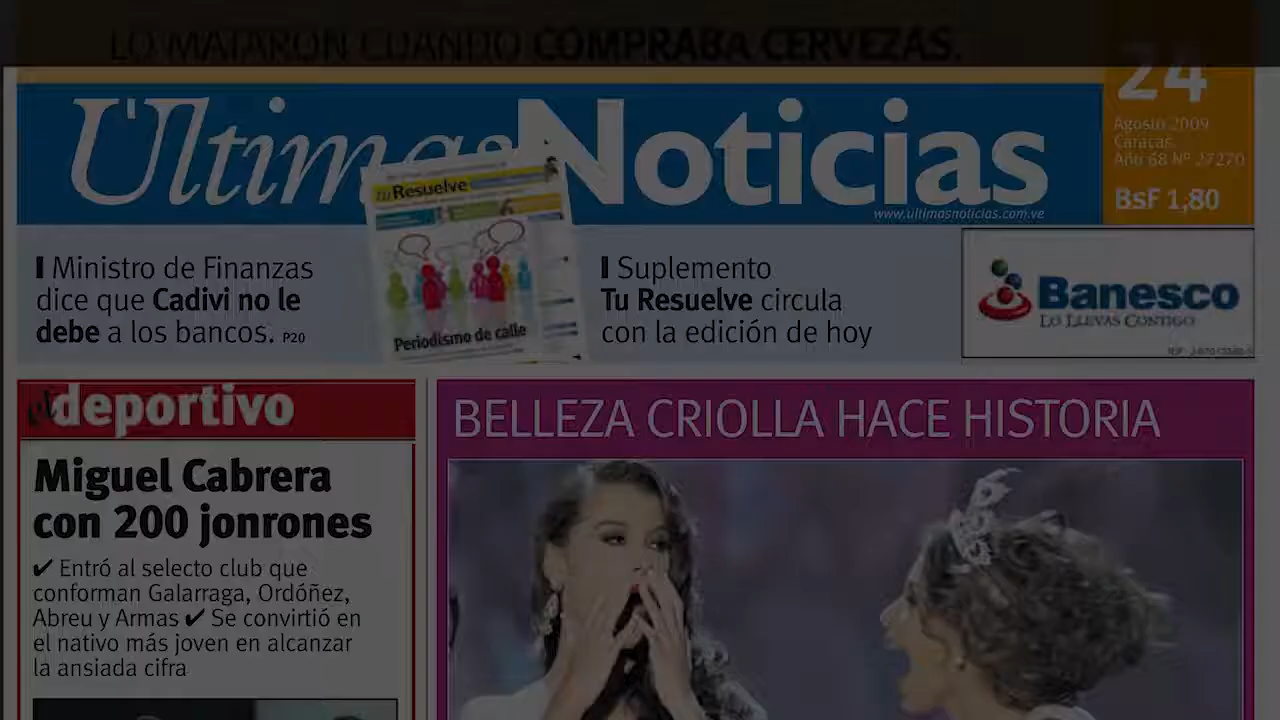 LO MATARON CUANDO COMPRABA CERVEZAS.
Últimas Noticias
www.ultimasnoticias.com.ve
24
Agosto 2009
Caracas
Año 68 Nº 27270
BsF 1,80
Ministro de Finanzas
dice que Cadivi no le
debe a los bancos. P20
Tu Resuelve
Periodismo de calle
Suplemento
Tu Resuelve circula
con la edición de hoy
Banesco
LO LLEVAS CONTIGO
el deportivo
Miguel Cabrera
con 200 jonrones
✔ Entró al selecto club que
conforman Galarraga, Ordóñez,
Abreu y Armas ✔ Se convirtió en
el nativo más joven en alcanzar
la ansiada cifra
BELLEZA CRIOLLA HACE HISTORIA